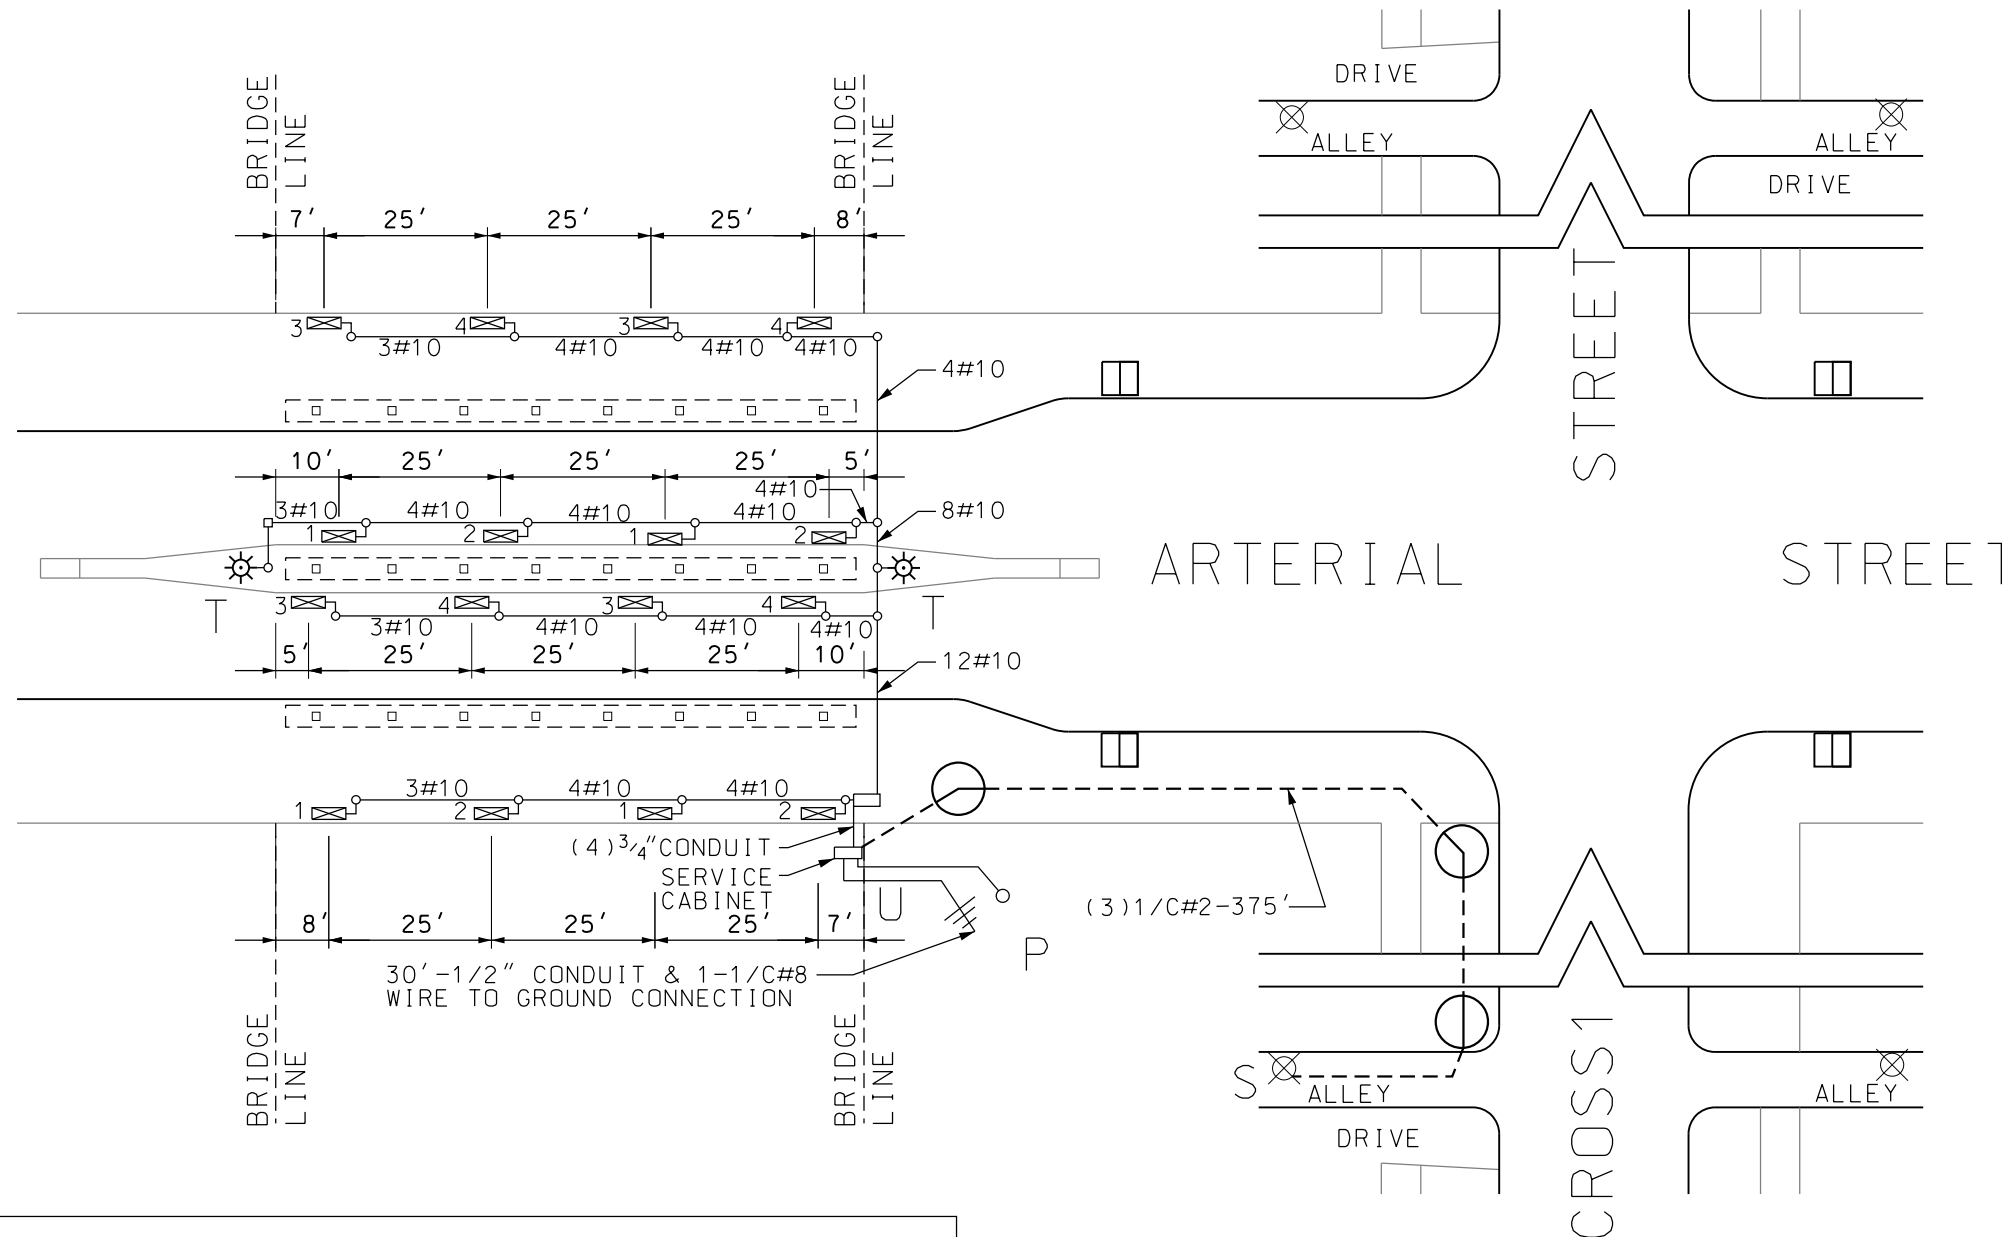 DRIVE
BRIDGE
LINE
BRIDGE
LINE
ALLEY
ALLEY
DRIVE
7' 25' 25' 25' 8'
STREET
3 4 3 4
3#10 4#10 4#10 4#10
4#10
10' 25' 25' 25' 5'
4#10
3#10 4#10 4#10 4#10
8#10
1 2 1 2
ARTERIAL STREET
T T
3 4 3 4
3#10 4#10 4#10 4#10
5' 25' 25' 25' 10'
12#10
3#10 4#10 4#10
1 2 1 2
(4)3/4"CONDUIT
SERVICE
CABINET
U
(3)1/C#2-375'
8' 25' 25' 25' 7'
P
30'-1/2" CONDUIT & 1-1/C#8
WIRE TO GROUND CONNECTION
BRIDGE
LINE
BRIDGE
LINE
S
ALLEY
ALLEY
DRIVE
CROSS1